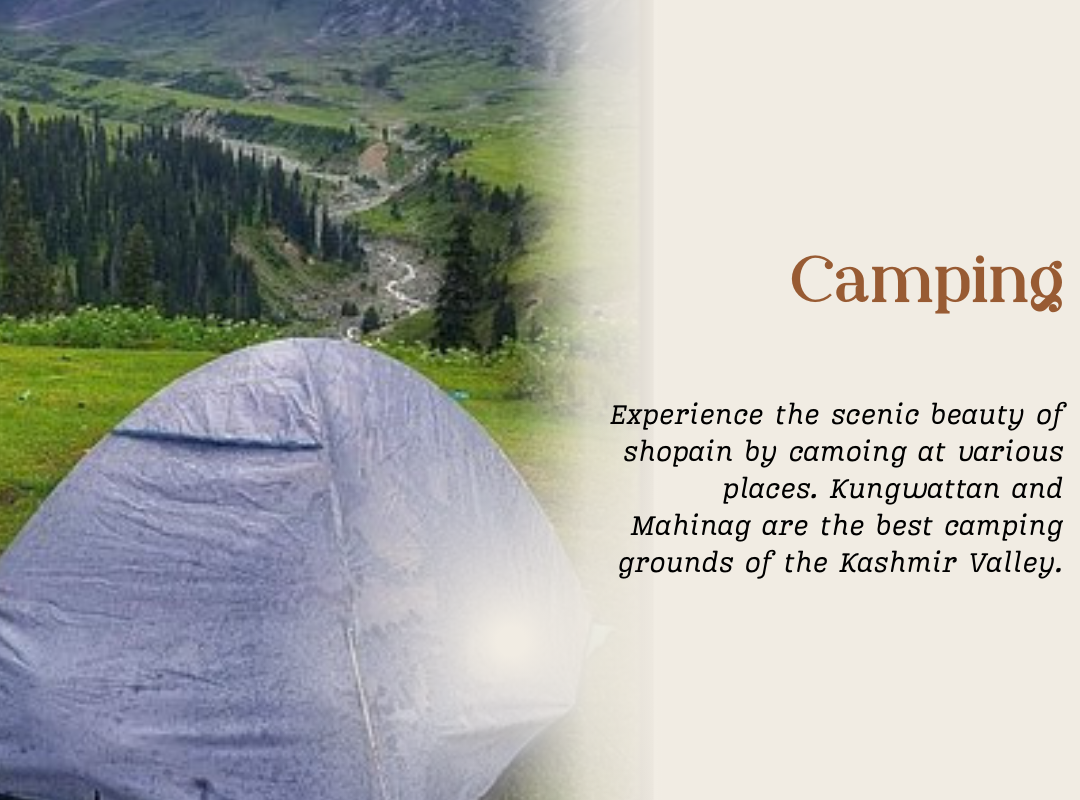 Camping
Experience the scenic beauty of
shopain by camoing at various
places. Kungwattan and
Mahinag are the best camping
grounds of the Kashmir Valley.